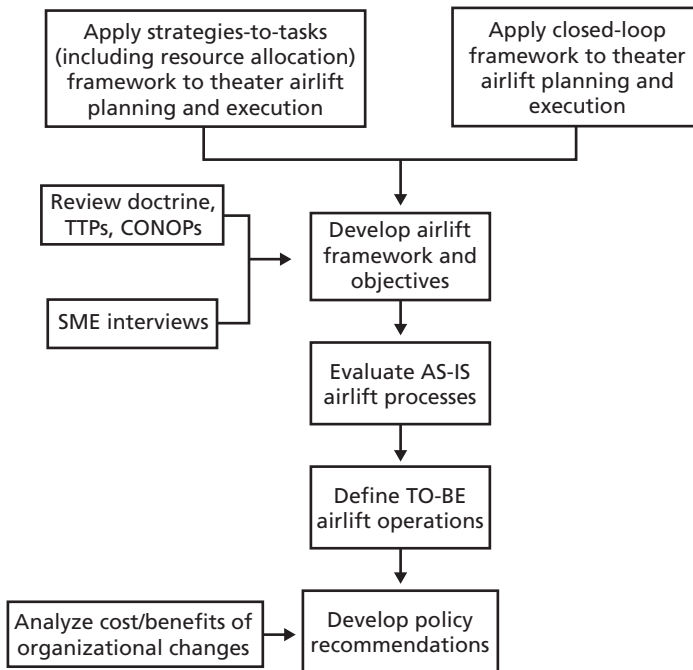 Apply strategies-to-tasks
(including resource allocation)
framework to theater airlift
planning and execution
Apply closed-loop
framework to theater
airlift planning and
execution
Review doctrine,
TTPs, CONOPs
SME interviews
Develop airlift
framework and
objectives
Evaluate AS-IS
airlift processes
Define TO-BE
airlift operations
Analyze cost/benefits of
organizational changes
Develop policy
recommendations